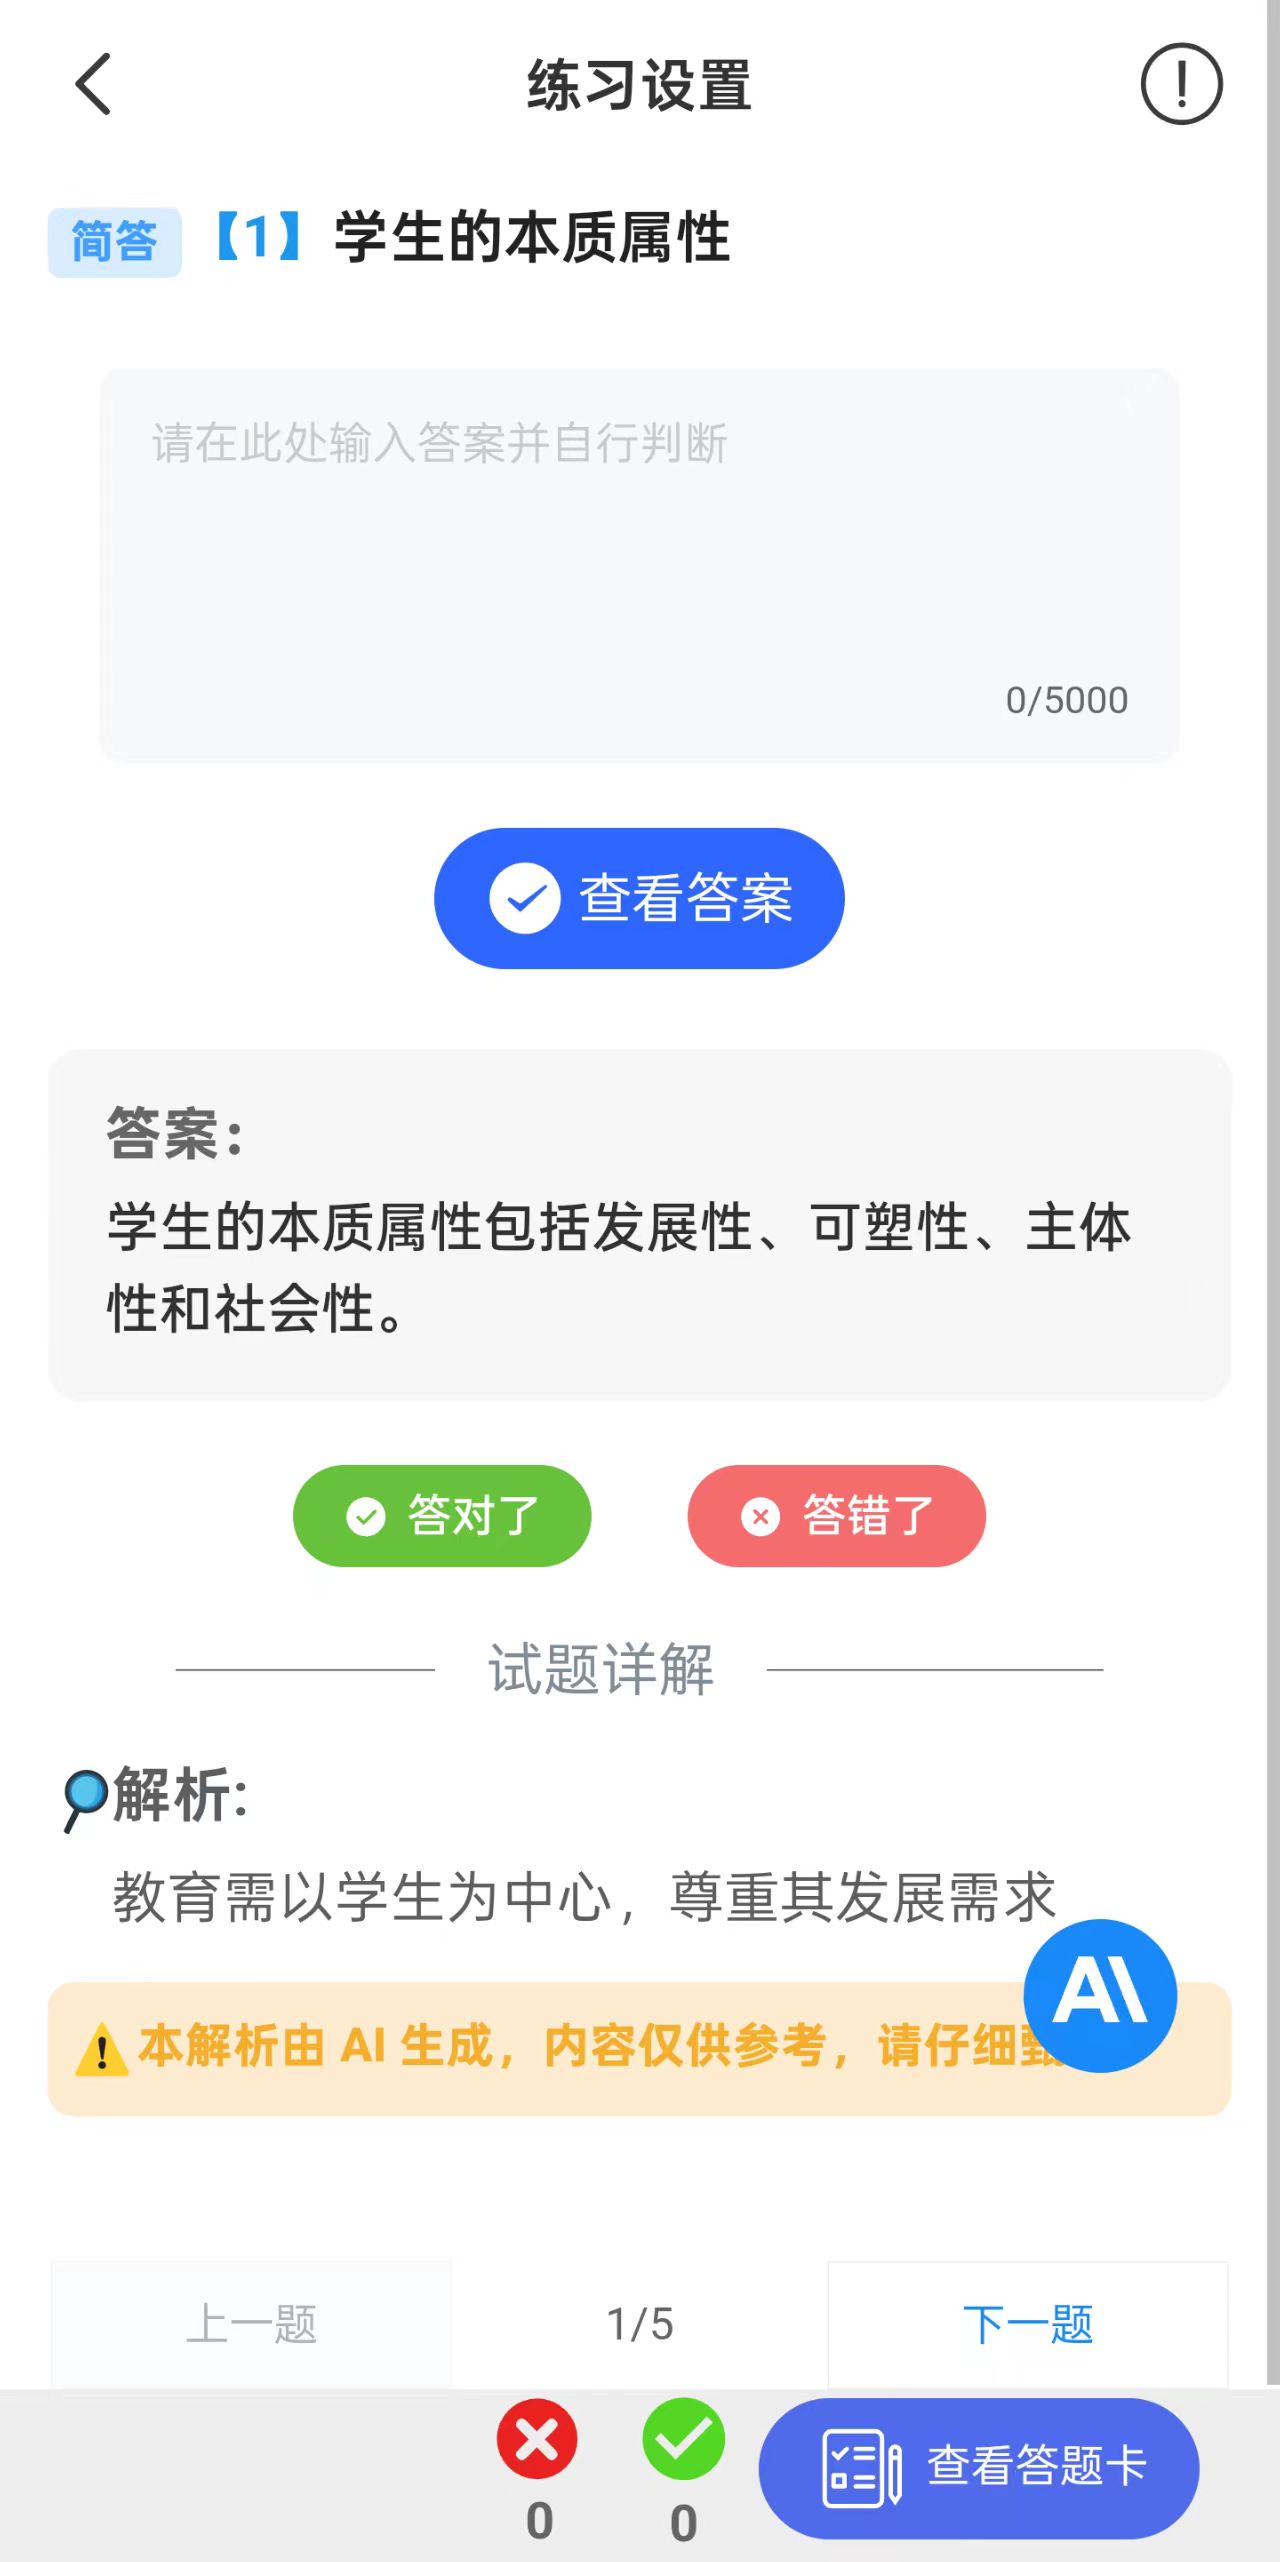 练习设置
简答 【1】学生的本质属性
请在此处输入答案并自行判断
0/5000
查看答案
答案：
学生的本质属性包括发展性、可塑性、主体
性和社会性。
答对了 答错了
试题详解
解析:
教育需以学生为中心，尊重其发展需求
本解析由 AI 生成，内容仅供参考，请仔细甄
上一题 1/5 下一题
查看答题卡
0 0